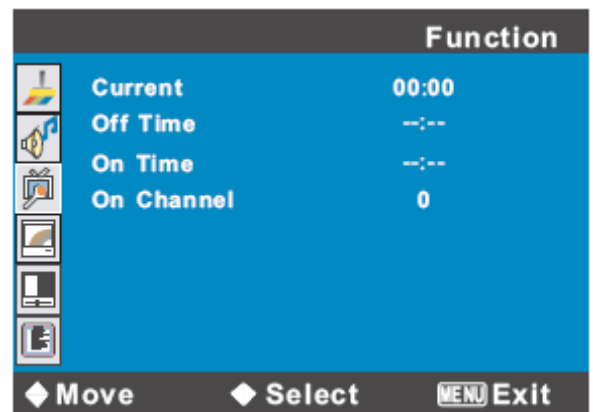 Function
Current 00:00
Off Time --:--
On Time --:--
On Channel 0
Move Select MENU Exit